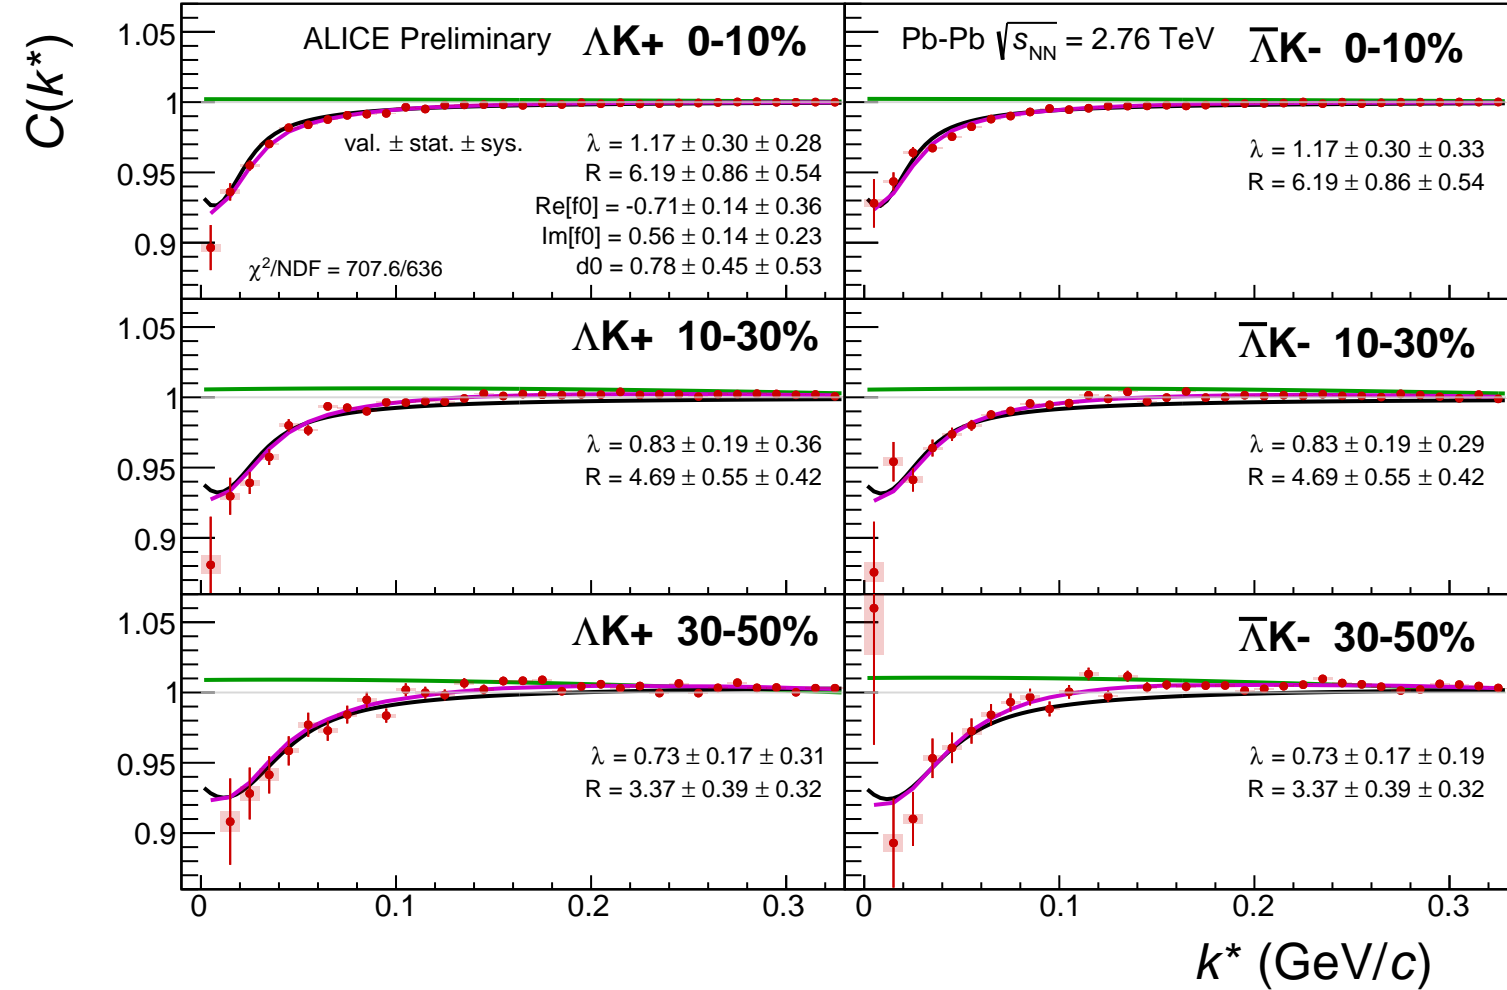 C(k*)
ALICE Preliminary ΛK+ 0-10%
1.05
1
0.95
0.9
val. ± stat. ± sys.
λ = 1.17 ± 0.30 ± 0.28
R = 6.19 ± 0.86 ± 0.54
Re[f0] = -0.71± 0.14 ± 0.36
Im[f0] = 0.56 ± 0.14 ± 0.23
d0 = 0.78 ± 0.45 ± 0.53
χ²/NDF = 707.6/636
Pb-Pb √sNN = 2.76 TeV Λ̅K- 0-10%
λ = 1.17 ± 0.30 ± 0.33
R = 6.19 ± 0.86 ± 0.54
ΛK+ 10-30%
1.05
1
0.95
0.9
λ = 0.83 ± 0.19 ± 0.36
R = 4.69 ± 0.55 ± 0.42
Λ̅K- 10-30%
λ = 0.83 ± 0.19 ± 0.29
R = 4.69 ± 0.55 ± 0.42
ΛK+ 30-50%
1.05
1
0.95
0.9
λ = 0.73 ± 0.17 ± 0.31
R = 3.37 ± 0.39 ± 0.32
Λ̅K- 30-50%
λ = 0.73 ± 0.17 ± 0.19
R = 3.37 ± 0.39 ± 0.32
0 0.1 0.2 0.3
0 0.1 0.2 0.3
k* (GeV/c)